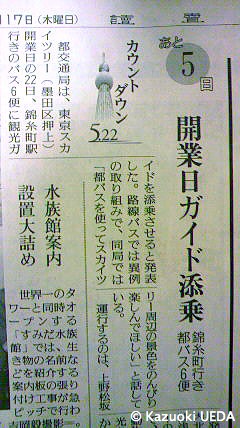 17日(木曜日)
讀賣
あと5日
カウント
ダウン
5.22
開業日ガイド添乗
錦糸町行き
都バス6便
都交通局は、東京スカ
イツリー(墨田区押上)
開業日の22日、錦糸町駅
行きのバス6便に観光ガ
イドを添乗させると発表
した。路線バスでは異例
の取り組みで、同局では
「都バスを使ってスカイツ
リー周辺の景色をのんびり
楽しんでほしい」と話して
いる。
運行するのは、上野松坂
水族館案内
設置大詰め
世界一のタ
ワーと同時オ
ープンする
「すみだ水族
館」では、生
き物の名前な
どを紹介する
案内板の張り
付け工事が急
ピッチで行わ
©Kazuoki UEDA